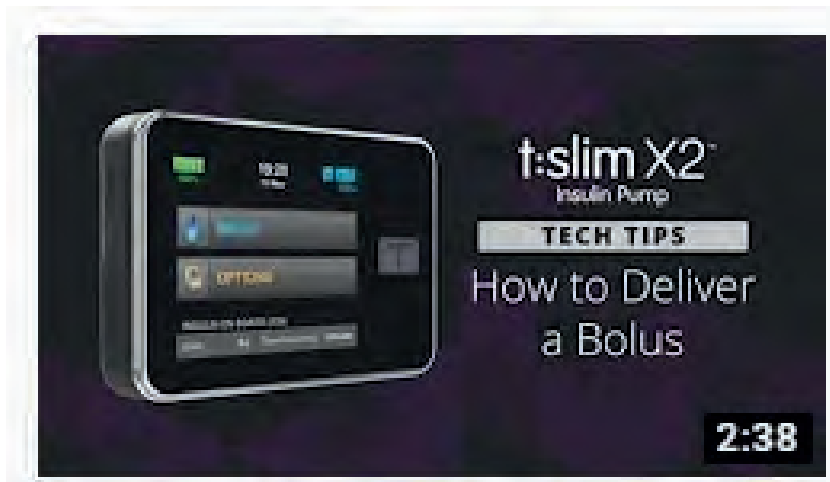 t:slim X2
Insulin Pump
TECH TIPS
How to Deliver
a Bolus
OPTIONS
2:38